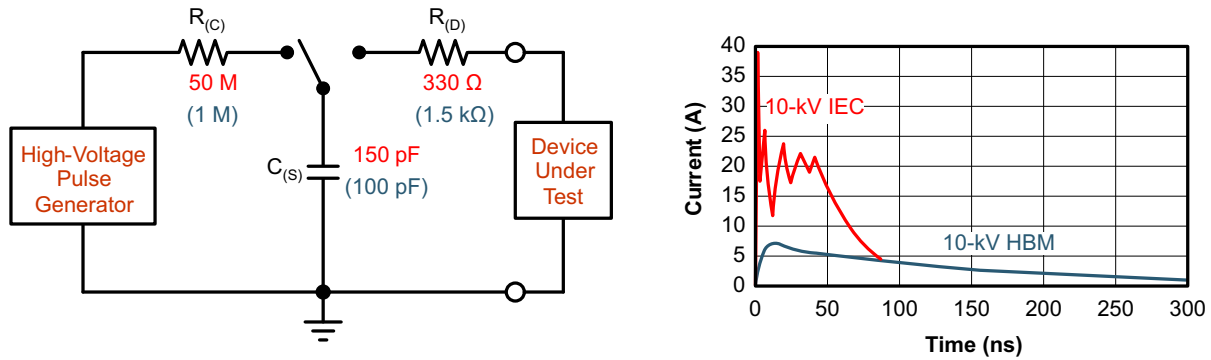 R(C)
50 M
(1 M)
R(D)
330 Ω
(1.5 kΩ)
High-Voltage
Pulse
Generator
C(S)
150 pF
(100 pF)
Device
Under
Test
Current (A)
40
35
30
25
20
15
10
5
0
10-kV IEC
10-kV HBM
0
50
100
150
200
250
300
Time (ns)